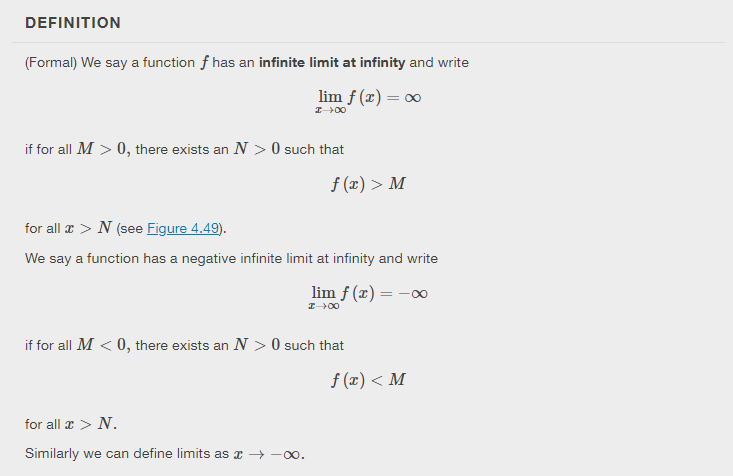 DEFINITION
(Formal) We say a function f has an infinite limit at infinity and write
lim f (x) = ∞
x→∞
if for all M > 0, there exists an N > 0 such that
f (x) > M
for all x > N (see Figure 4.49).
We say a function has a negative infinite limit at infinity and write
lim f (x) = −∞
x→∞
if for all M < 0, there exists an N > 0 such that
f (x) < M
for all x > N.
Similarly we can define limits as x → −∞.